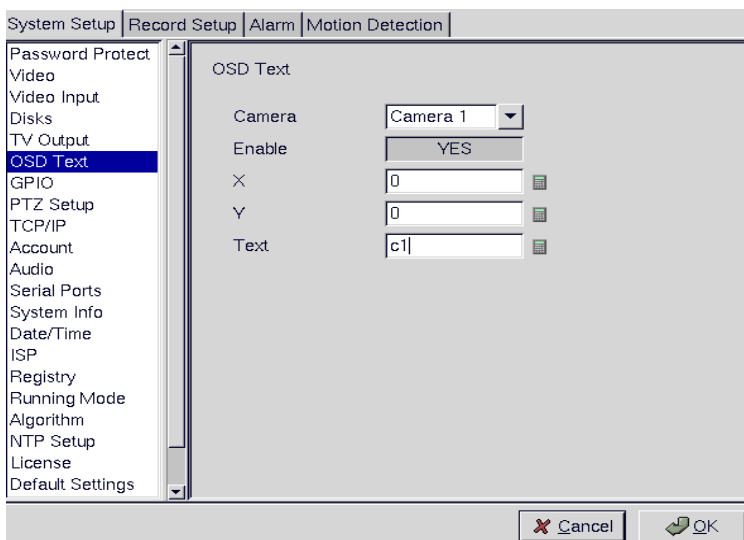 System Setup Record Setup Alarm Motion Detection
Password Protect
Video
Video Input
Disks
TV Output
OSD Text
GPIO
PTZ Setup
TCP/IP
Account
Audio
Serial Ports
System Info
Date/Time
ISP
Registry
Running Mode
Algorithm
NTP Setup
License
Default Settings
OSD Text
Camera Camera 1
Enable YES
X 0
Y 0
Text c1
Cancel OK